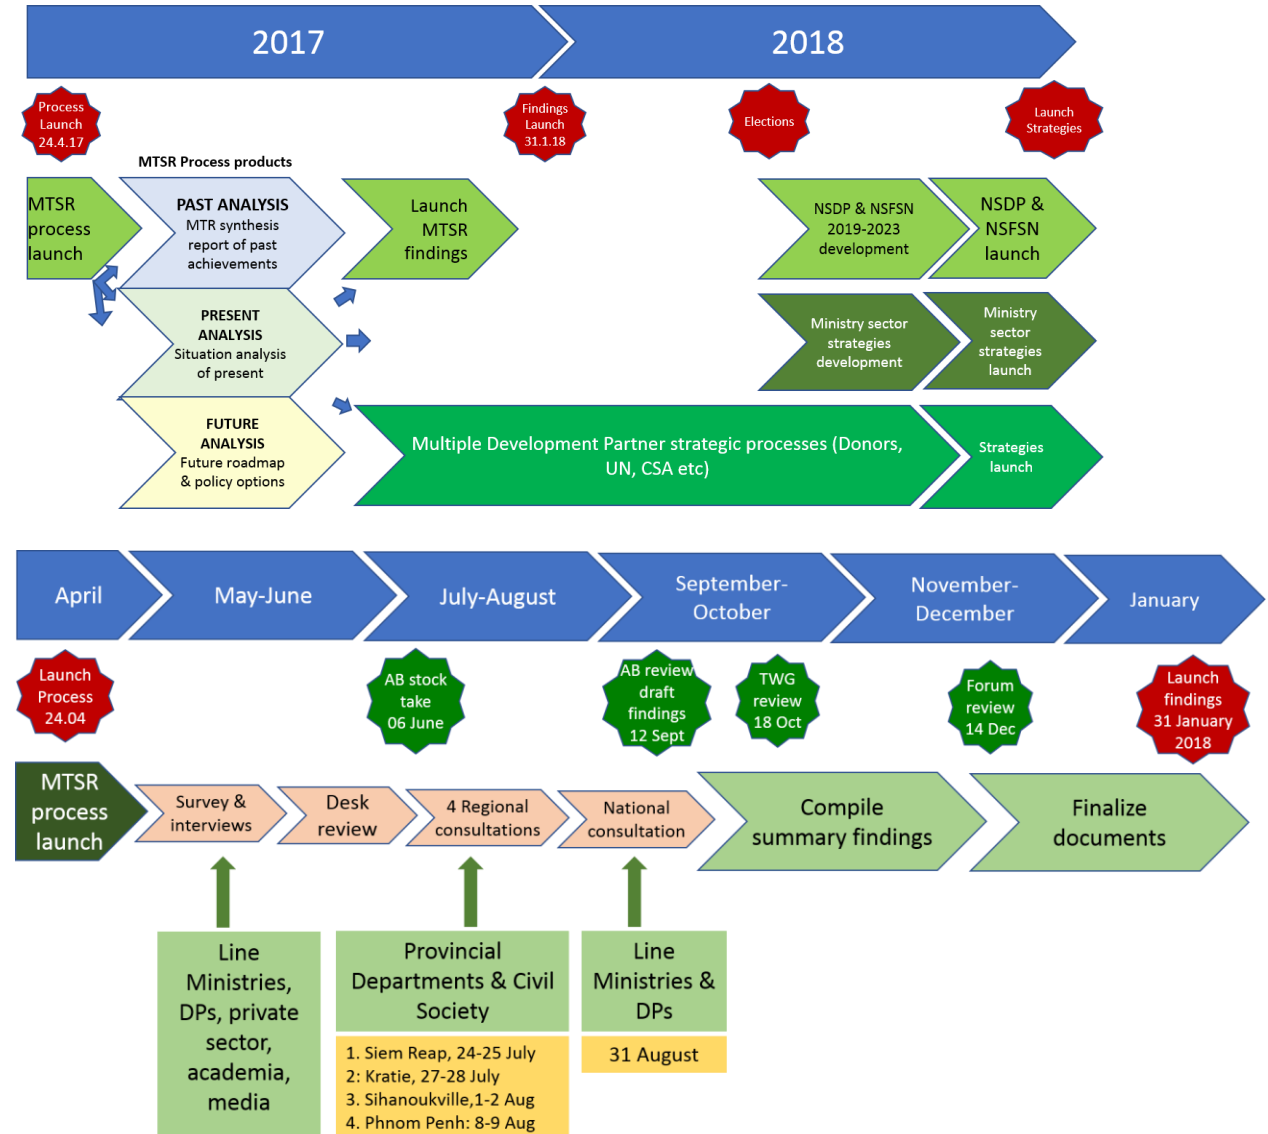 2017
2018
Process
Launch
24.4.17
Findings
Launch
31.1.18
Elections
Launch
Strategies
MTSR Process products
MTSR
process
launch
PAST ANALYSIS
MTR synthesis
report of past
achievements
Launch
MTSR
findings
NSDP & NSFSN
2019-2023
development
NSDP &
NSFSN
launch
PRESENT
ANALYSIS
Situation analysis
of present
Ministry sector
strategies
development
Ministry
sector
strategies
launch
FUTURE
ANALYSIS
Future roadmap
& policy options
Multiple Development Partner strategic processes (Donors,
UN, CSA etc)
Strategies
launch
April
May-June
July-August
September-
October
November-
December
January
Launch
Process
24.04
AB stock
take
06 June
AB review
draft
findings
12 Sept
TWG
review
18 Oct
Forum
review
14 Dec
Launch
findings
31 January
2018
MTSR
process
launch
Survey &
interviews
Desk
review
4 Regional
consultations
National
consultation
Compile
summary findings
Finalize
documents
Line
Ministries,
DPs, private
sector,
academia,
media
Provincial
Departments & Civil
Society
1. Siem Reap, 24-25 July
2: Kratie, 27-28 July
3. Sihanoukville,1-2 Aug
4. Phnom Penh: 8-9 Aug
Line
Ministries &
DPs
31 August